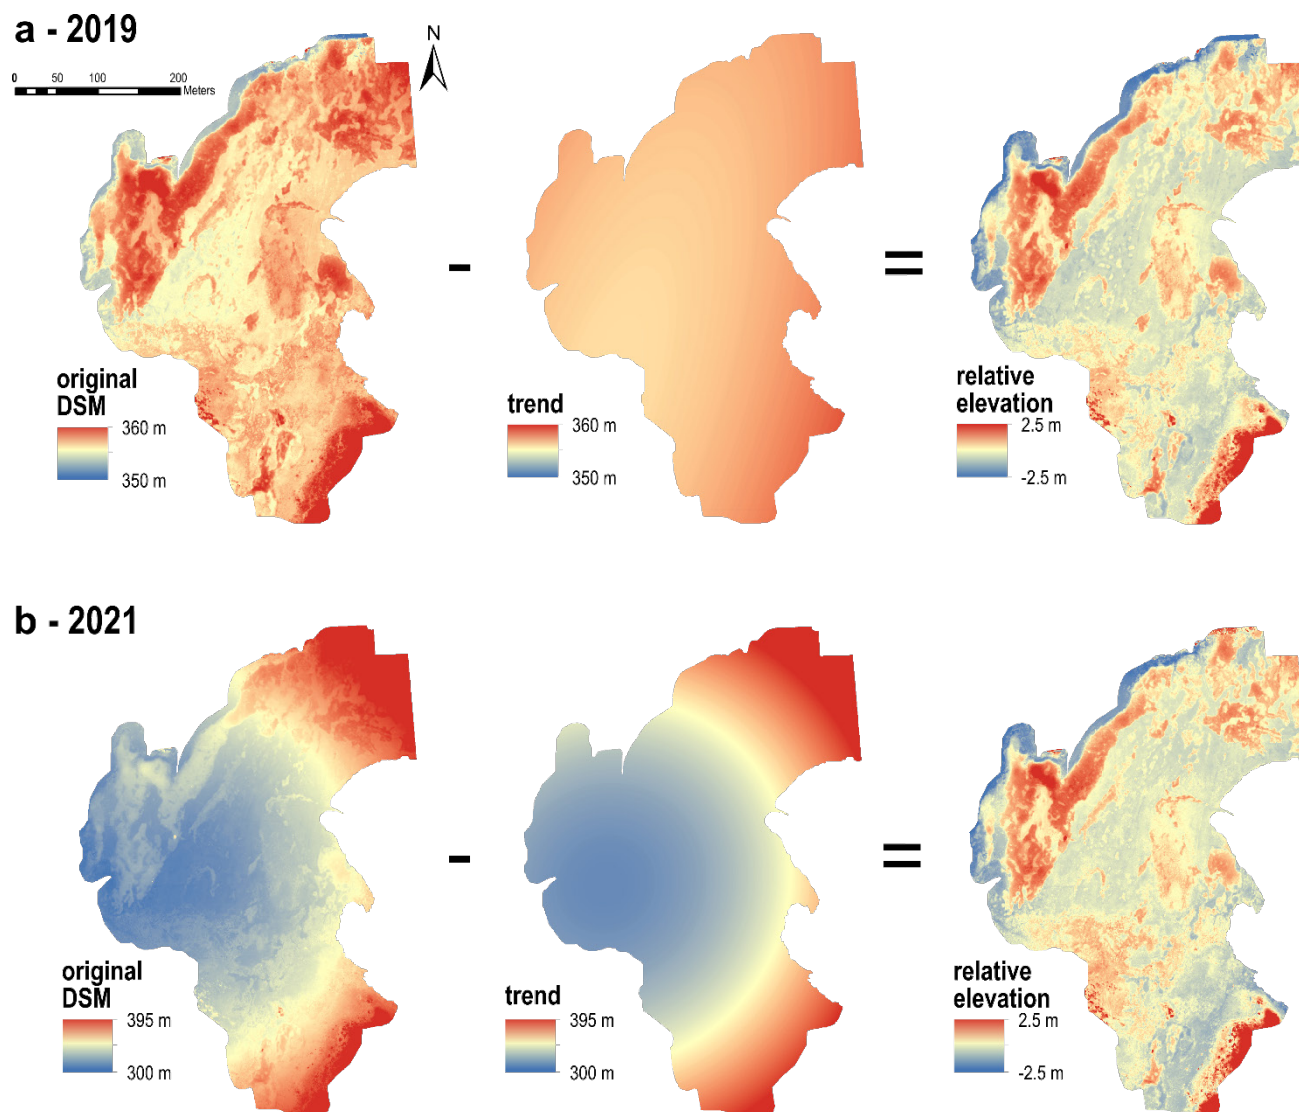 a - 2019
N
0 50 100 200
Meters
-
=
original
DSM
360 m
350 m
trend
360 m
350 m
relative
elevation
2.5 m
-2.5 m
b - 2021
-
=
original
DSM
395 m
300 m
trend
395 m
300 m
relative
elevation
2.5 m
-2.5 m